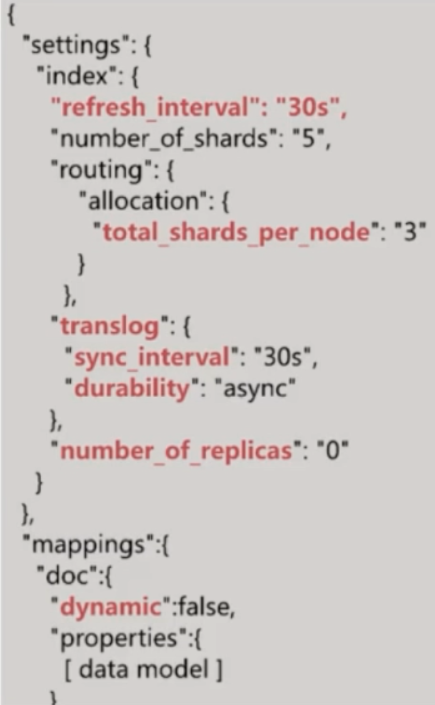 {
"settings": {
"index": {
"refresh_interval": "30s",
"number_of_shards": "5",
"routing": {
"allocation": {
"total_shards_per_node": "3"
}
},
"translog": {
"sync_interval": "30s",
"durability": "async"
},
"number_of_replicas": "0"
}
},
"mappings":{
"doc":{
"dynamic":false,
"properties":{
[ data model ]
}